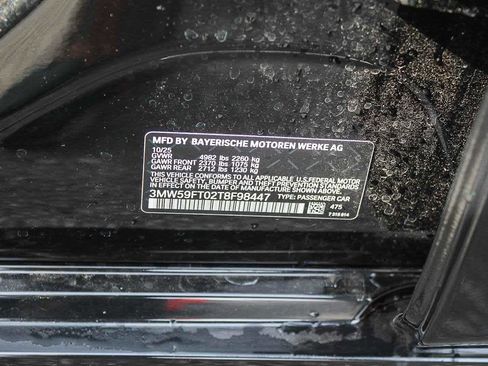 MFD BY BAYERISCHE MOTOREN WERKE AG
10/25
GVWR 4982 lbs 2260 kg
GAWR FRONT 2370 lbs 1075 kg
GAWR REAR 2712 lbs 1230 kg
THIS VEHICLE CONFORMS TO ALL APPLICABLE U.S. FEDERAL MOTOR
VEHICLE SAFETY, BUMPER AND THEFT PREVENTION STANDARDS
IN EFFECT ON THE DATE OF MANUFACTURE SHOWN ABOVE.
3MW59FT02T8F98447 TYPE: PASSENGER CAR
475